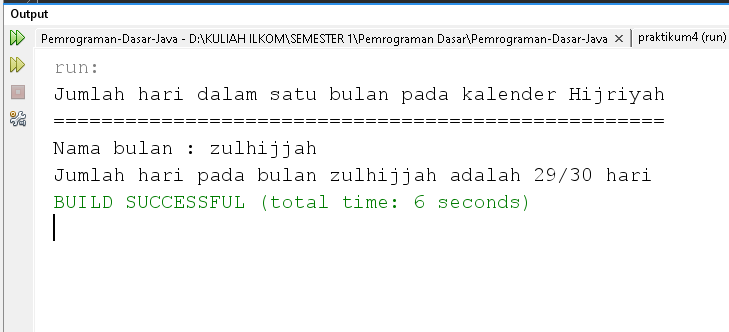 Output
Pemrograman-Dasar-Java - D:\KULIAH ILKOM\SEMESTER 1\Pemrograman Dasar\Pemrograman-Dasar-Java × praktikum4 (run)
run:
Jumlah hari dalam satu bulan pada kalender Hijriyah
===================================================
Nama bulan : zulhijjah
Jumlah hari pada bulan zulhijjah adalah 29/30 hari
BUILD SUCCESSFUL (total time: 6 seconds)